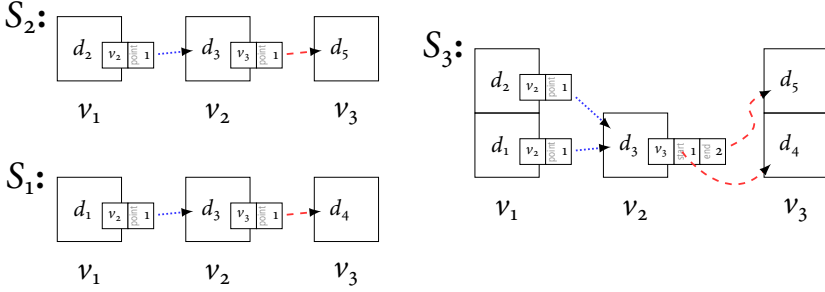 S₂:
d₂ v₂ point 1 d₃ v₃ point 1 d₅
v₁ v₂ v₃
S₁:
d₁ v₂ point 1 d₃ v₃ point 1 d₄
v₁ v₂ v₃
S₃:
d₂ v₂ point 1 d₅
d₁ v₂ point 1 d₃ v₃ start 1 end 2 d₄
v₁ v₂ v₃